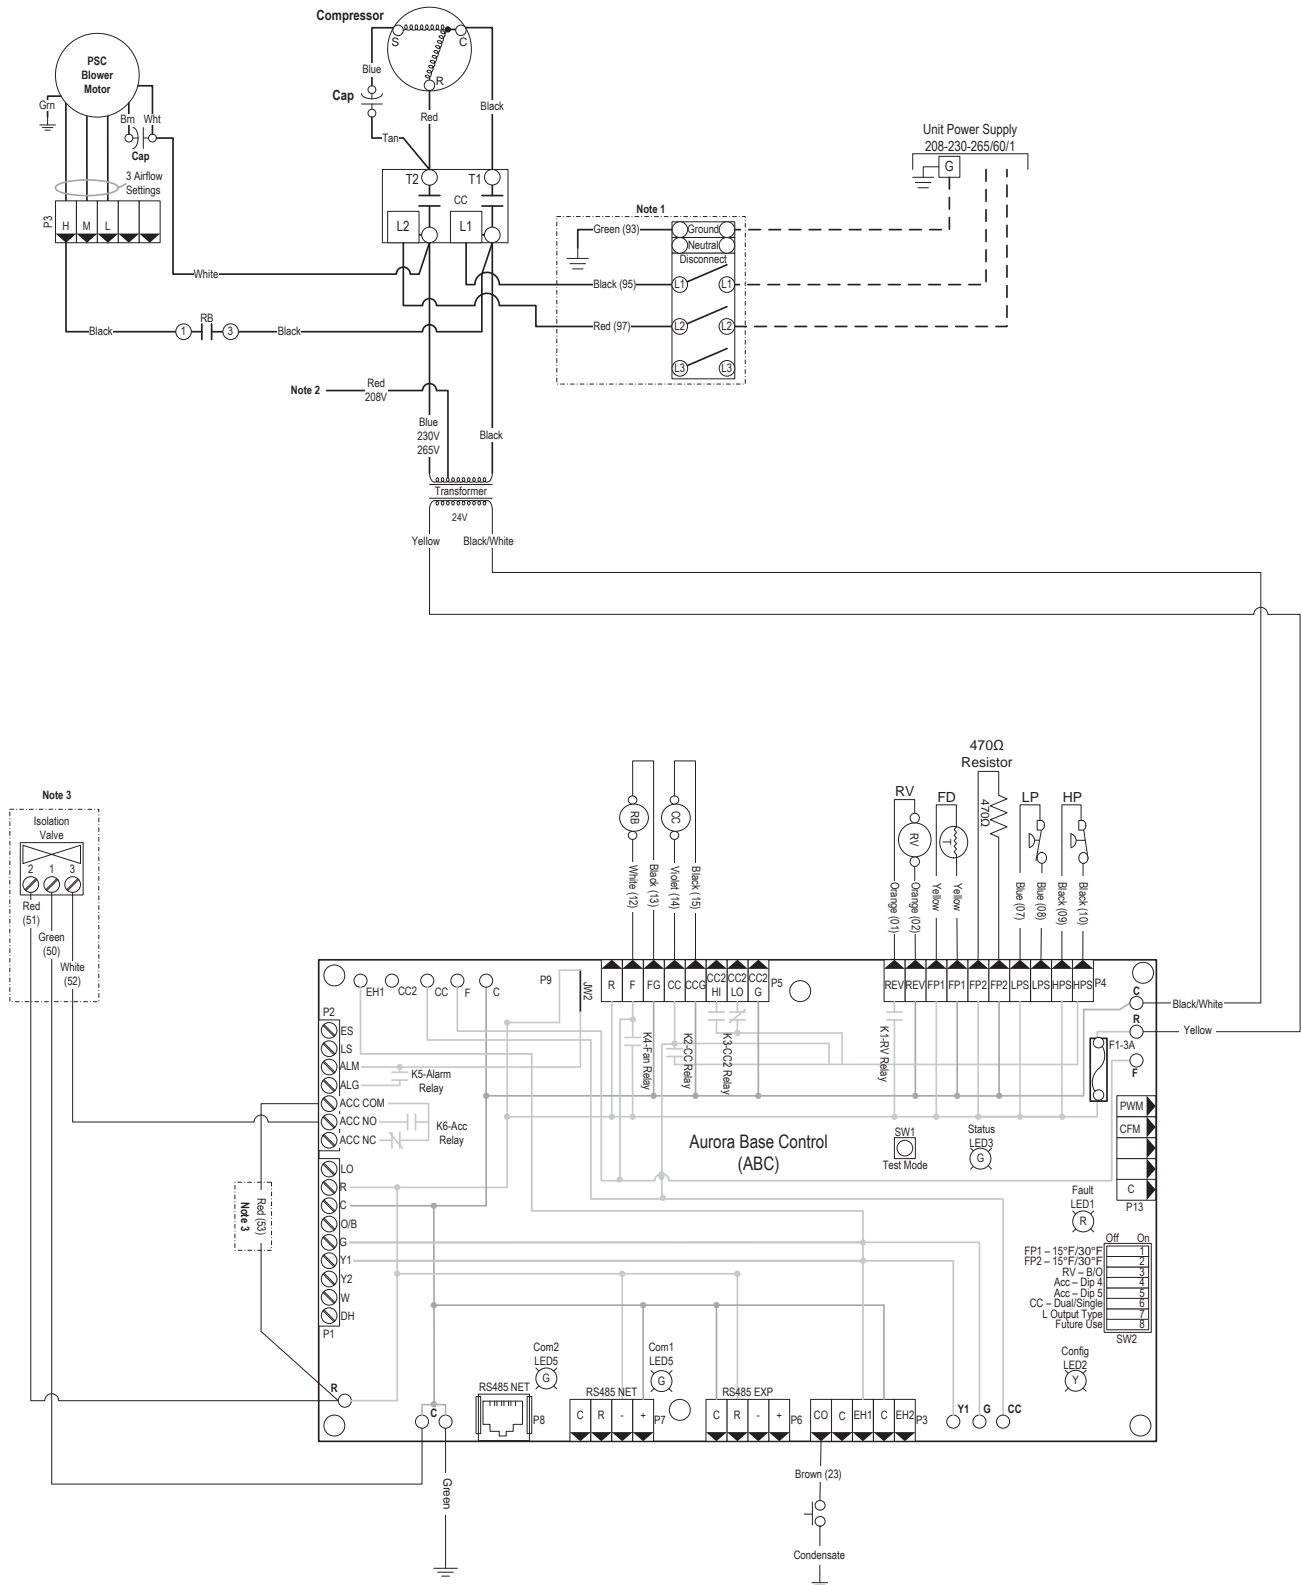 Compressor
S
C
R
PSC
Blower
Motor
Blue
Cap
Black
Red
Tan
Grn
Brn
Wht
Cap
3 Airflow
Settings
P3
H
M
L
T2
T1
CC
L2
L1
Unit Power Supply
208-230-265/60/1
G
Note 1
Green (93)
Ground
Neutral
Disconnect
Black (95)
L1
L1
Red (97)
L2
L2
L3
L3
White
Black
1
RB
3
Black
Note 2
Red
208V
Blue
230V
265V
Black
Transformer
24V
Yellow
Black/White
470Ω
Resistor
470Ω
RV
FD
LP
HP
RB
CC
RV
T
White (12)
Black (13)
Violet (14)
Black (15)
Orange (01)
Orange (02)
Yellow
Yellow
Blue (07)
Blue (08)
Black (09)
Black (10)
Note 3
Isolation
Valve
2
1
3
Red
(51)
Green
(50)
White
(52)
EH1
CC2
CC
F
C
P9
JW2
R
F
FG
CC
CCG
CC2
HI
CC2
LO
CC2
G
P5
REV
REV
FP1
FP1
FP2
FP2
LPS
LPS
HPS
HPS
P4
C
Black/White
R
Yellow
F1-3A
F
P2
ES
LS
ALM
ALG
ACC COM
ACC NO
ACC NC
K5-Alarm
Relay
K6-Acc
Relay
K4-Fan Relay
K2-CC Relay
K3-CC2 Relay
K1-RV Relay
PWM
CFM
C
P13
Aurora Base Control
(ABC)
SW1
Test Mode
Status
LED3
G
Fault
LED1
R
LO
R
C
O/B
G
Y1
Y2
W
DH
P1
Red (53)
Note 3
Off
On
FP1 – 15°F/30°F
1
FP2 – 15°F/30°F
2
RV – B/O
3
Acc – Dip 4
4
Acc – Dip 5
5
CC – Dual/Single
6
L Output Type
7
Future Use
8
SW2
Config
LED2
Y
R
C
Com2
LED5
G
Com1
LED5
G
RS485 NET
P8
RS485 NET
C
R
-
+
P7
RS485 EXP
C
R
-
+
P6
CO
C
EH1
C
EH2
P3
Y1
G
CC
Green
Brown (23)
Condensate